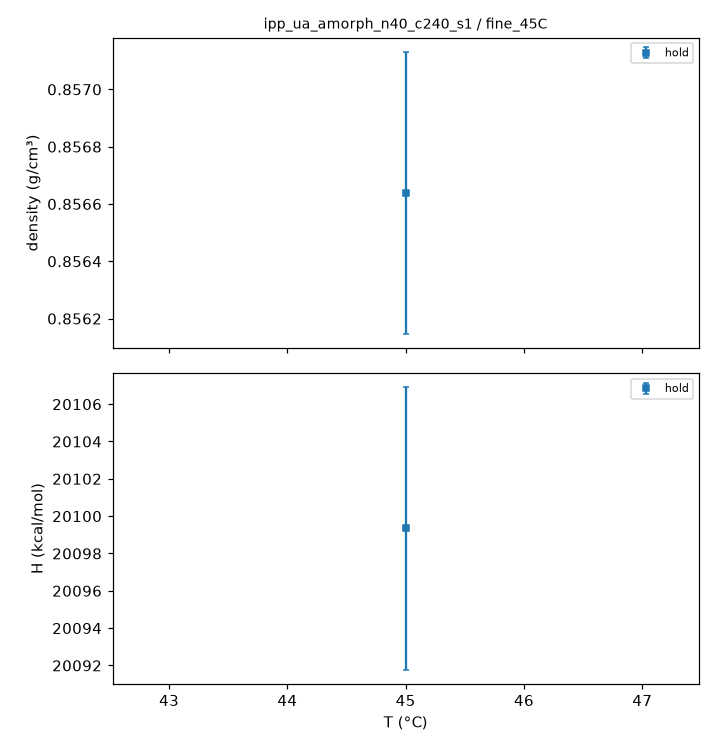 ipp_ua_amorph_n40_c240_s1 / fine_45C
hold
0.8570
0.8568
0.8566
0.8564
0.8562
density (g/cm³)
hold
20106
20104
20102
20100
20098
20096
20094
20092
H (kcal/mol)
43 44 45 46 47
T (°C)